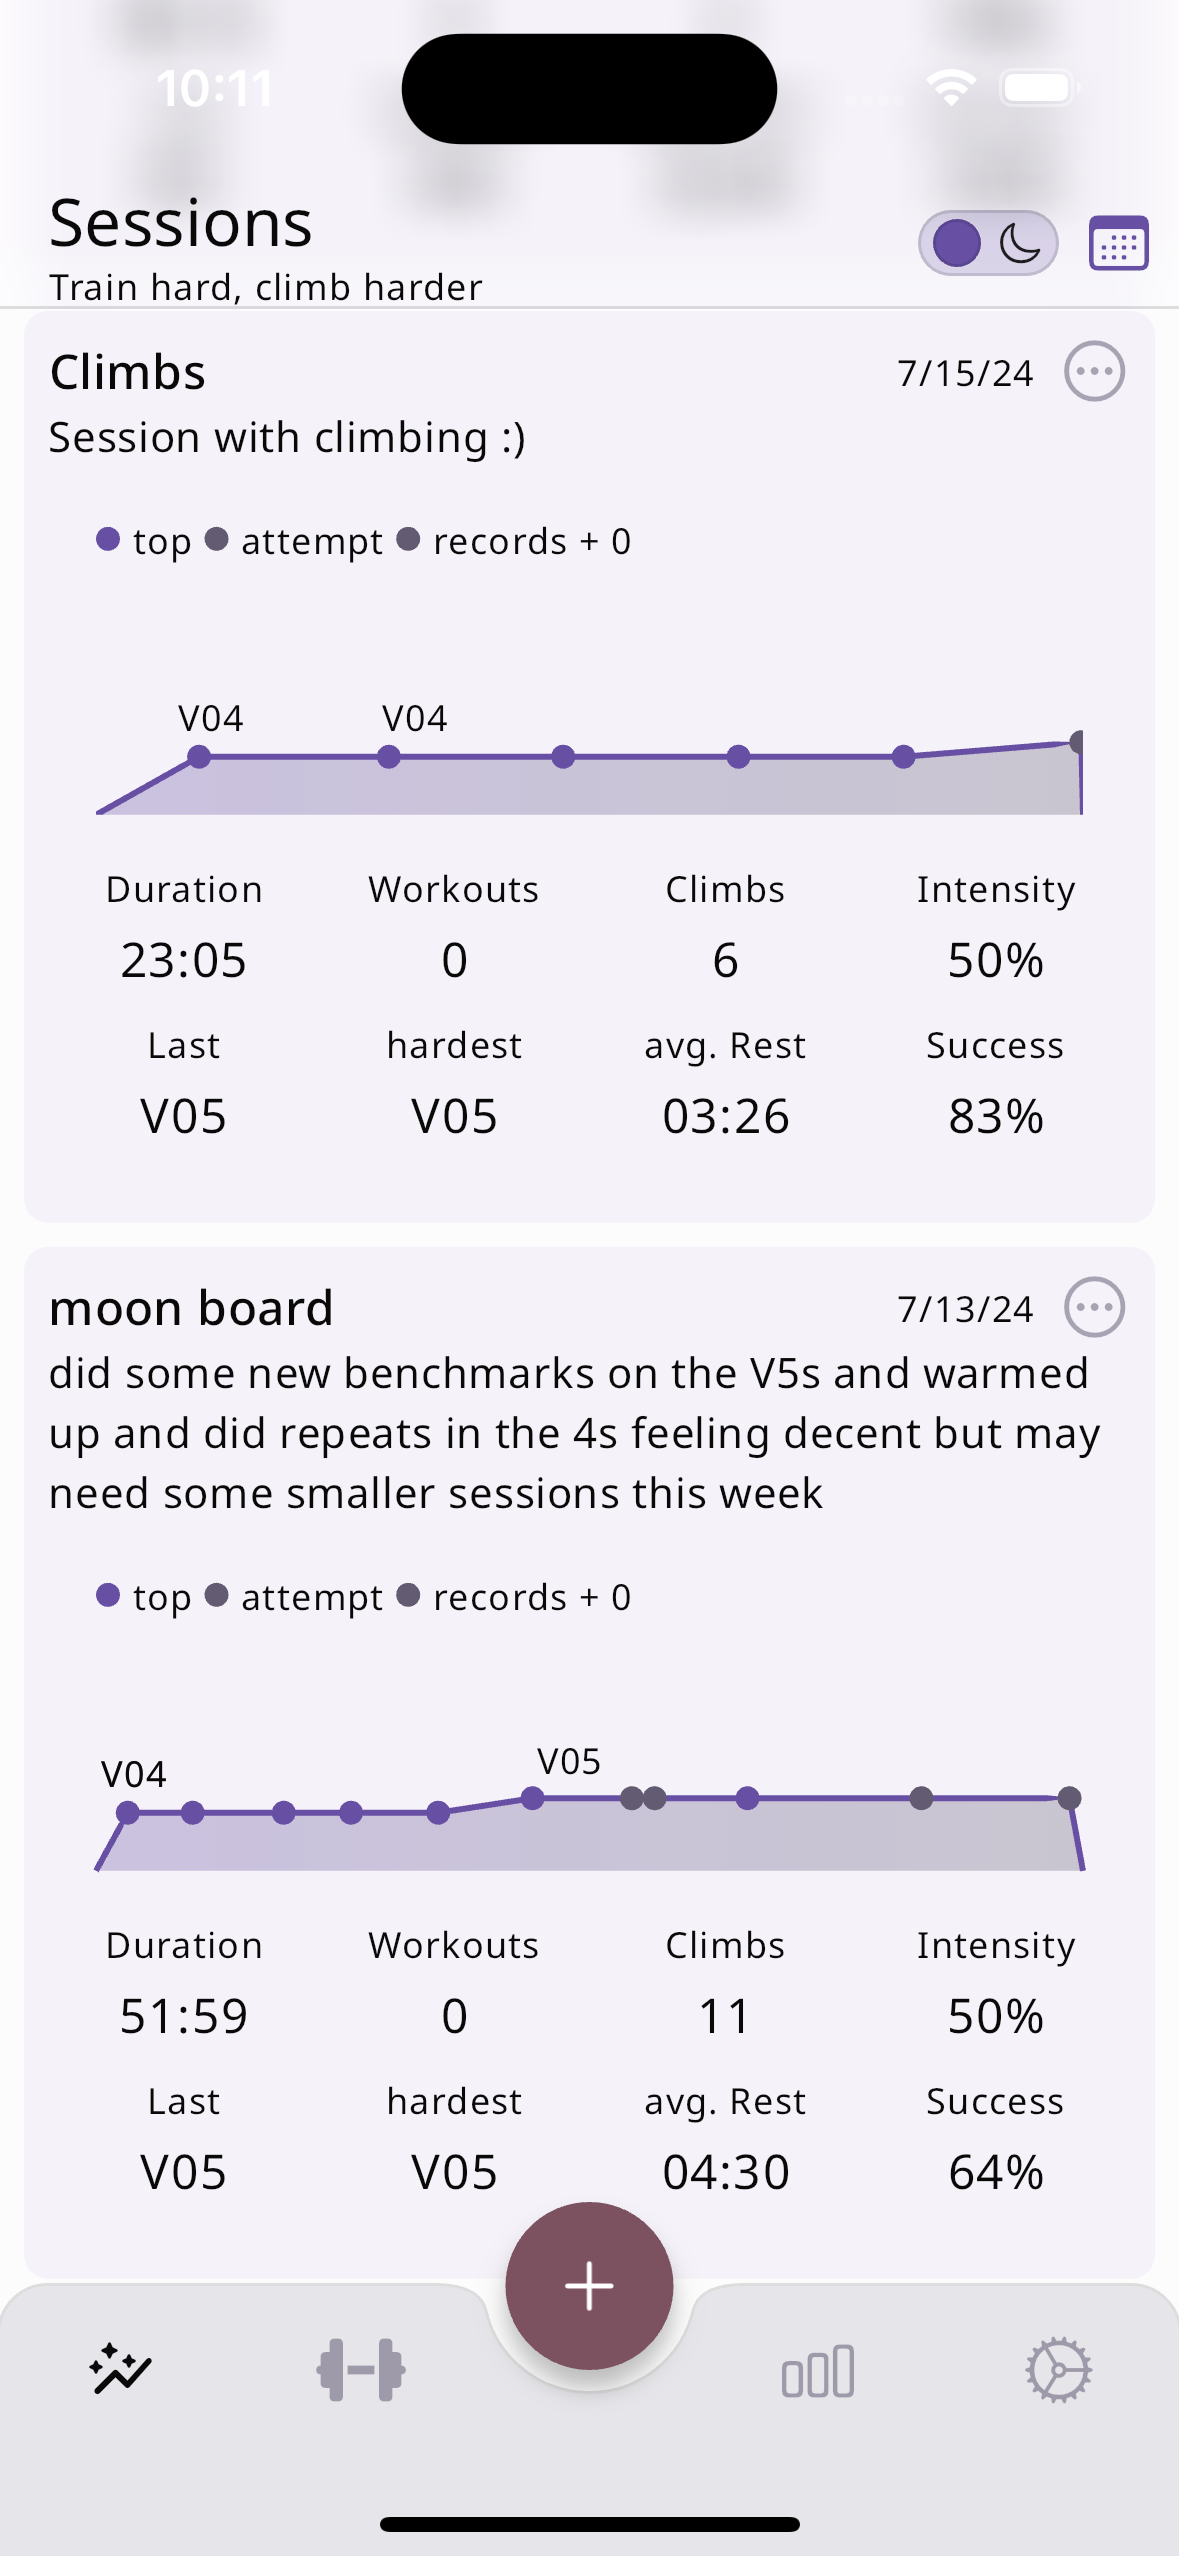 10:11
Sessions
Train hard, climb harder
Climbs 7/15/24
Session with climbing :)
top attempt records + 0
V04 V04
Duration Workouts Climbs Intensity
23:05 0 6 50%
Last hardest avg. Rest Success
V05 V05 03:26 83%
moon board 7/13/24
did some new benchmarks on the V5s and warmed
up and did repeats in the 4s feeling decent but may
need some smaller sessions this week
top attempt records + 0
V04 V05
Duration Workouts Climbs Intensity
51:59 0 11 50%
Last hardest avg. Rest Success
V05 V05 04:30 64%